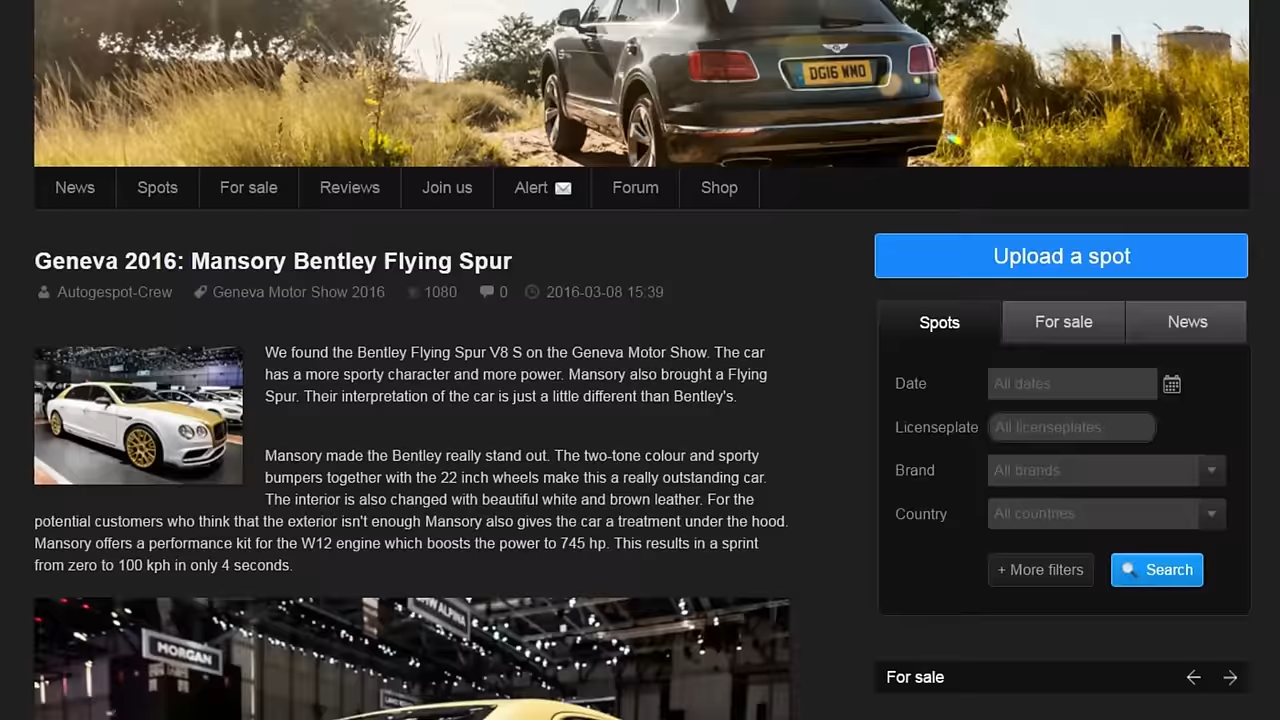 DG16 WMO
News Spots For sale Reviews Join us Alert Forum Shop
Geneva 2016: Mansory Bentley Flying Spur
Autogespot-Crew Geneva Motor Show 2016 1080 0 2016-03-08 15:39
We found the Bentley Flying Spur V8 S on the Geneva Motor Show. The car
has a more sporty character and more power. Mansory also brought a Flying
Spur. Their interpretation of the car is just a little different than Bentley's.
Mansory made the Bentley really stand out. The two-tone colour and sporty
bumpers together with the 22 inch wheels make this a really outstanding car.
The interior is also changed with beautiful white and brown leather. For the
potential customers who think that the exterior isn't enough Mansory also gives the car a treatment under the hood.
Mansory offers a performance kit for the W12 engine which boosts the power to 745 hp. This results in a sprint
from zero to 100 kph in only 4 seconds.
MORGAN
ALPINA
Upload a spot
Spots For sale News
Date All dates
Licenseplate All licenseplates
Brand All brands
Country All countries
+ More filters Search
For sale